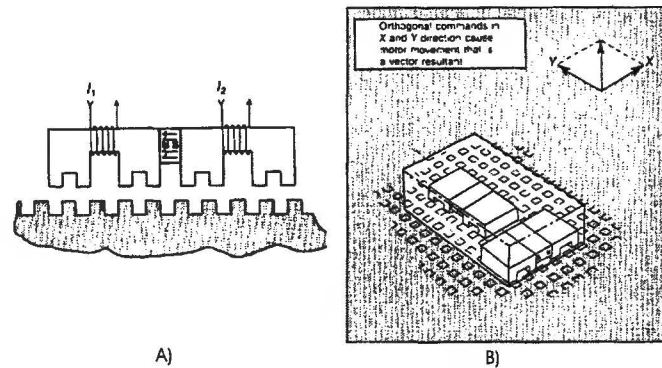 Orthogonal commands in
X and Y direction cause
motor movement that is
a vector resultant
Y
X
I1
I2
A)
B)